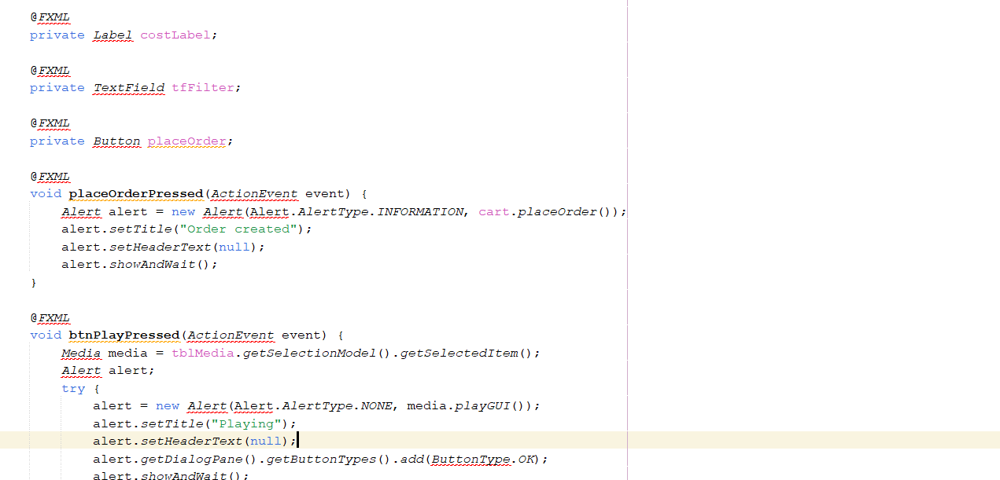 @FXML
private Label costLabel;
@FXML
private TextField tfFilter;
@FXML
private Button placeOrder;
@FXML
void placeOrderPressed(ActionEvent event) {
    Alert alert = new Alert(Alert.AlertType.INFORMATION, cart.placeOrder());
    alert.setTitle("Order created");
    alert.setHeaderText(null);
    alert.showAndWait();
}
@FXML
void btnPlayPressed(ActionEvent event) {
    Media media = tblMedia.getSelectionModel().getSelectedItem();
    Alert alert;
    try {
        alert = new Alert(Alert.AlertType.NONE, media.playGUI());
        alert.setTitle("Playing");
        alert.setHeaderText(null);
        alert.getDialogPane().getButtonTypes().add(ButtonType.OK);
        alert.showAndWait();